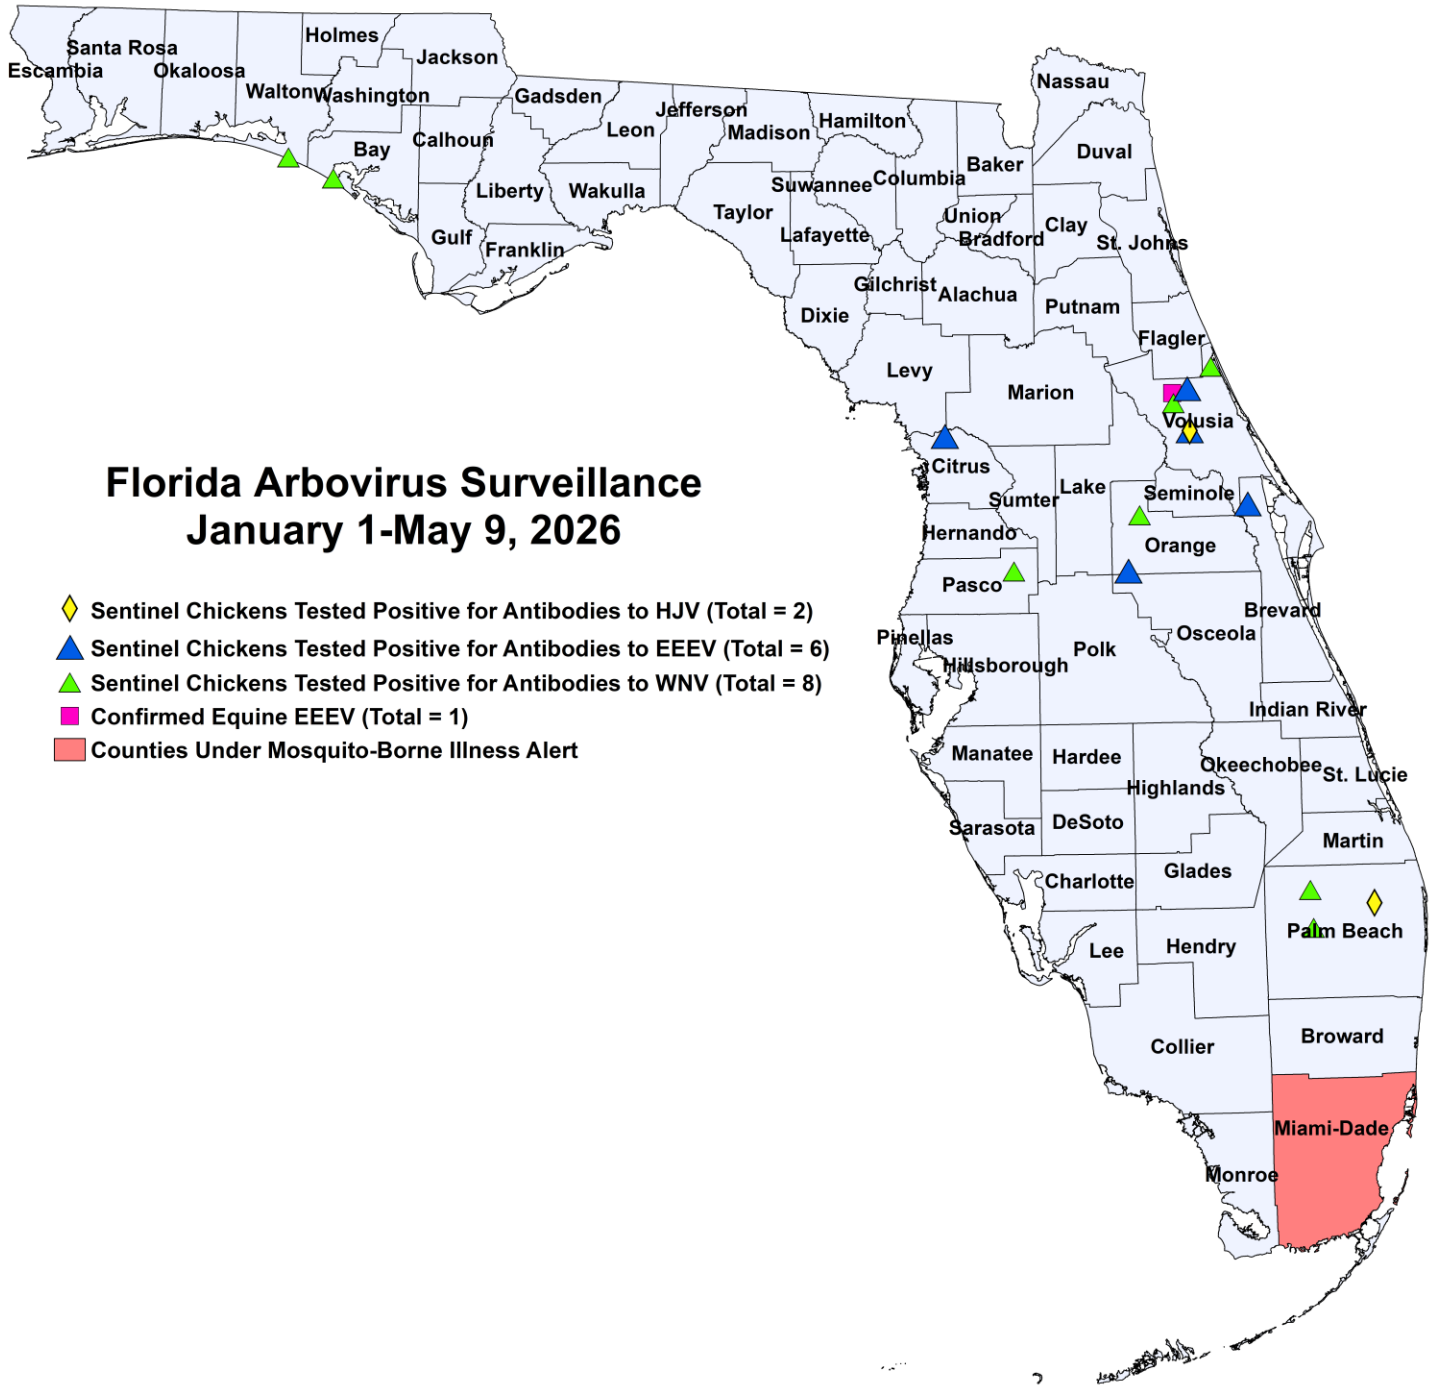 Holmes
Jackson
Santa Rosa
Escambia
Okaloosa
Walton
Washington
Gadsden
Jefferson
Nassau
Leon
Madison
Hamilton
Calhoun
Bay
Duval
Baker
Liberty
Wakulla
Suwannee
Columbia
Taylor
Union
Clay
Gulf
Lafayette
Bradford
St. Johns
Franklin
Gilchrist
Alachua
Putnam
Dixie
Flagler
Levy
Marion
Volusia
Citrus
Florida Arbovirus Surveillance
January 1-May 9, 2026
Lake
Seminole
Sumter
Hernando
Orange
Pasco
Sentinel Chickens Tested Positive for Antibodies to HJV (Total = 2)
Brevard
Sentinel Chickens Tested Positive for Antibodies to EEEV (Total = 6)
Pinellas
Osceola
Polk
Hillsborough
Sentinel Chickens Tested Positive for Antibodies to WNV (Total = 8)
Confirmed Equine EEEV (Total = 1)
Indian River
Counties Under Mosquito-Borne Illness Alert
Manatee
Hardee
Okeechobee
St. Lucie
Highlands
Sarasota
DeSoto
Martin
Charlotte
Glades
Palm Beach
Lee
Hendry
Broward
Collier
Miami-Dade
Monroe